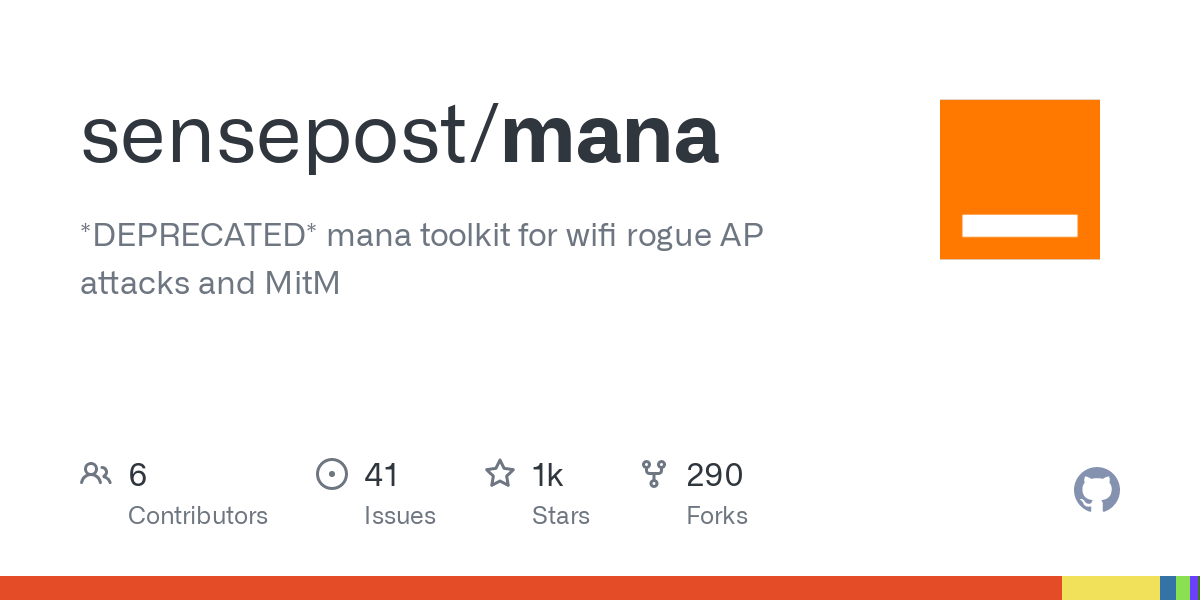 sensepost/mana
*DEPRECATED* mana toolkit for wifi rogue AP
attacks and MitM
6 41 1k 290
Contributors Issues Stars Forks